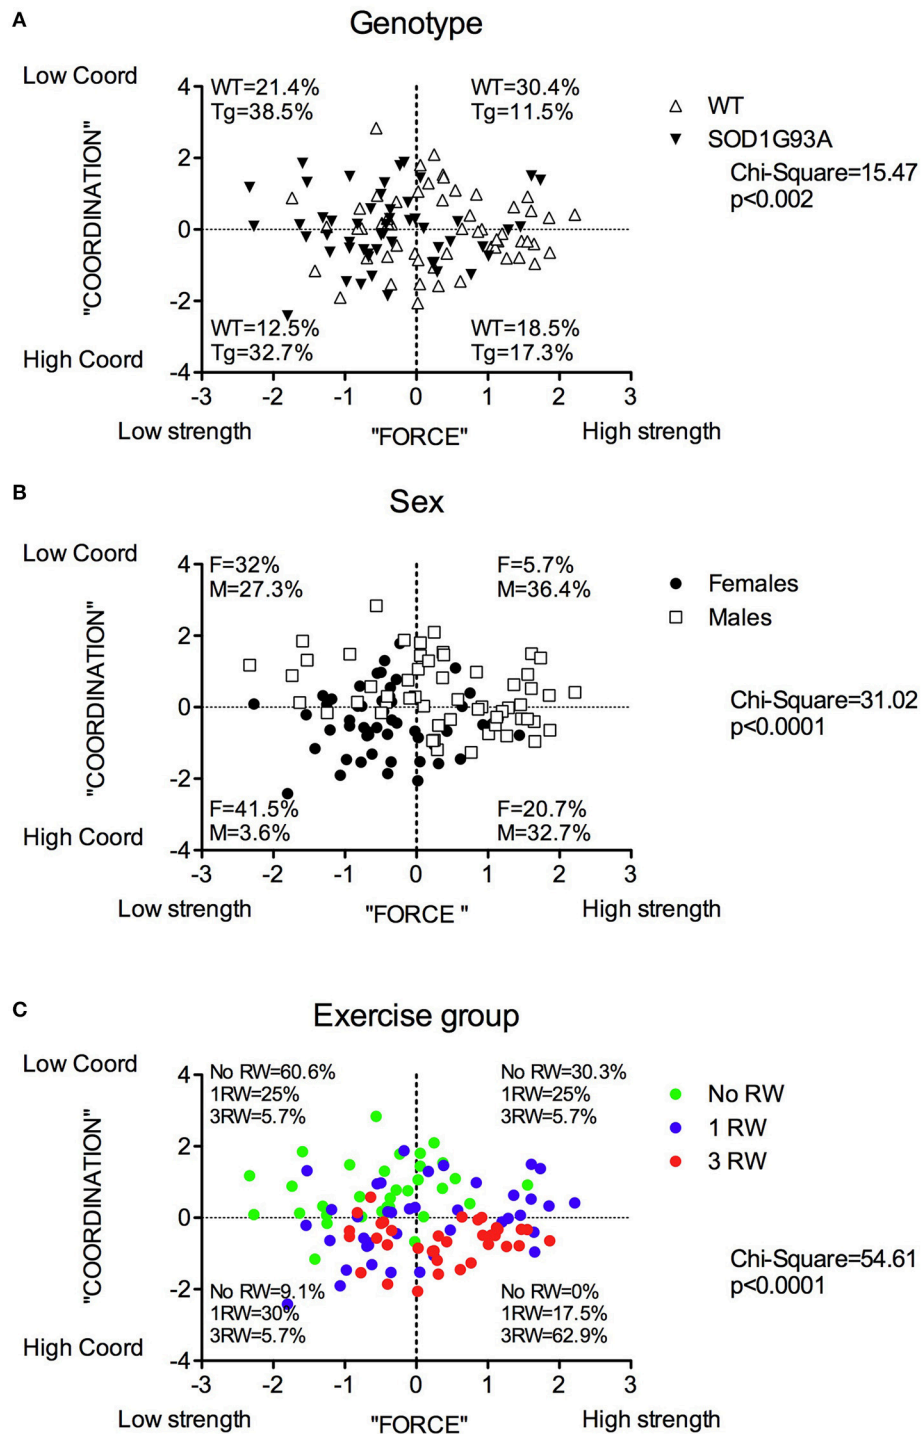 A
Genotype
Low Coord
"COORDINATION"
High Coord
4
2
0
-2
-4
WT=21.4%
Tg=38.5%
WT=30.4%
Tg=11.5%
WT=12.5%
Tg=32.7%
WT=18.5%
Tg=17.3%
-3 -2 -1 0 1 2 3
Low strength "FORCE" High strength
WT
SOD1G93A
Chi-Square=15.47
p<0.002
B
Sex
Low Coord
"COORDINATION"
High Coord
4
2
0
-2
-4
F=32%
M=27.3%
F=5.7%
M=36.4%
F=41.5%
M=3.6%
F=20.7%
M=32.7%
-3 -2 -1 0 1 2 3
Low strength "FORCE " High strength
Females
Males
Chi-Square=31.02
p<0.0001
C
Exercise group
Low Coord
"COORDINATION"
High Coord
4
2
0
-2
-4
No RW=60.6%
1RW=25%
3RW=5.7%
No RW=30.3%
1RW=25%
3RW=5.7%
No RW=9.1%
1RW=30%
3RW=5.7%
No RW=0%
1RW=17.5%
3RW=62.9%
-3 -2 -1 0 1 2 3
Low strength "FORCE" High strength
No RW
1 RW
3 RW
Chi-Square=54.61
p<0.0001